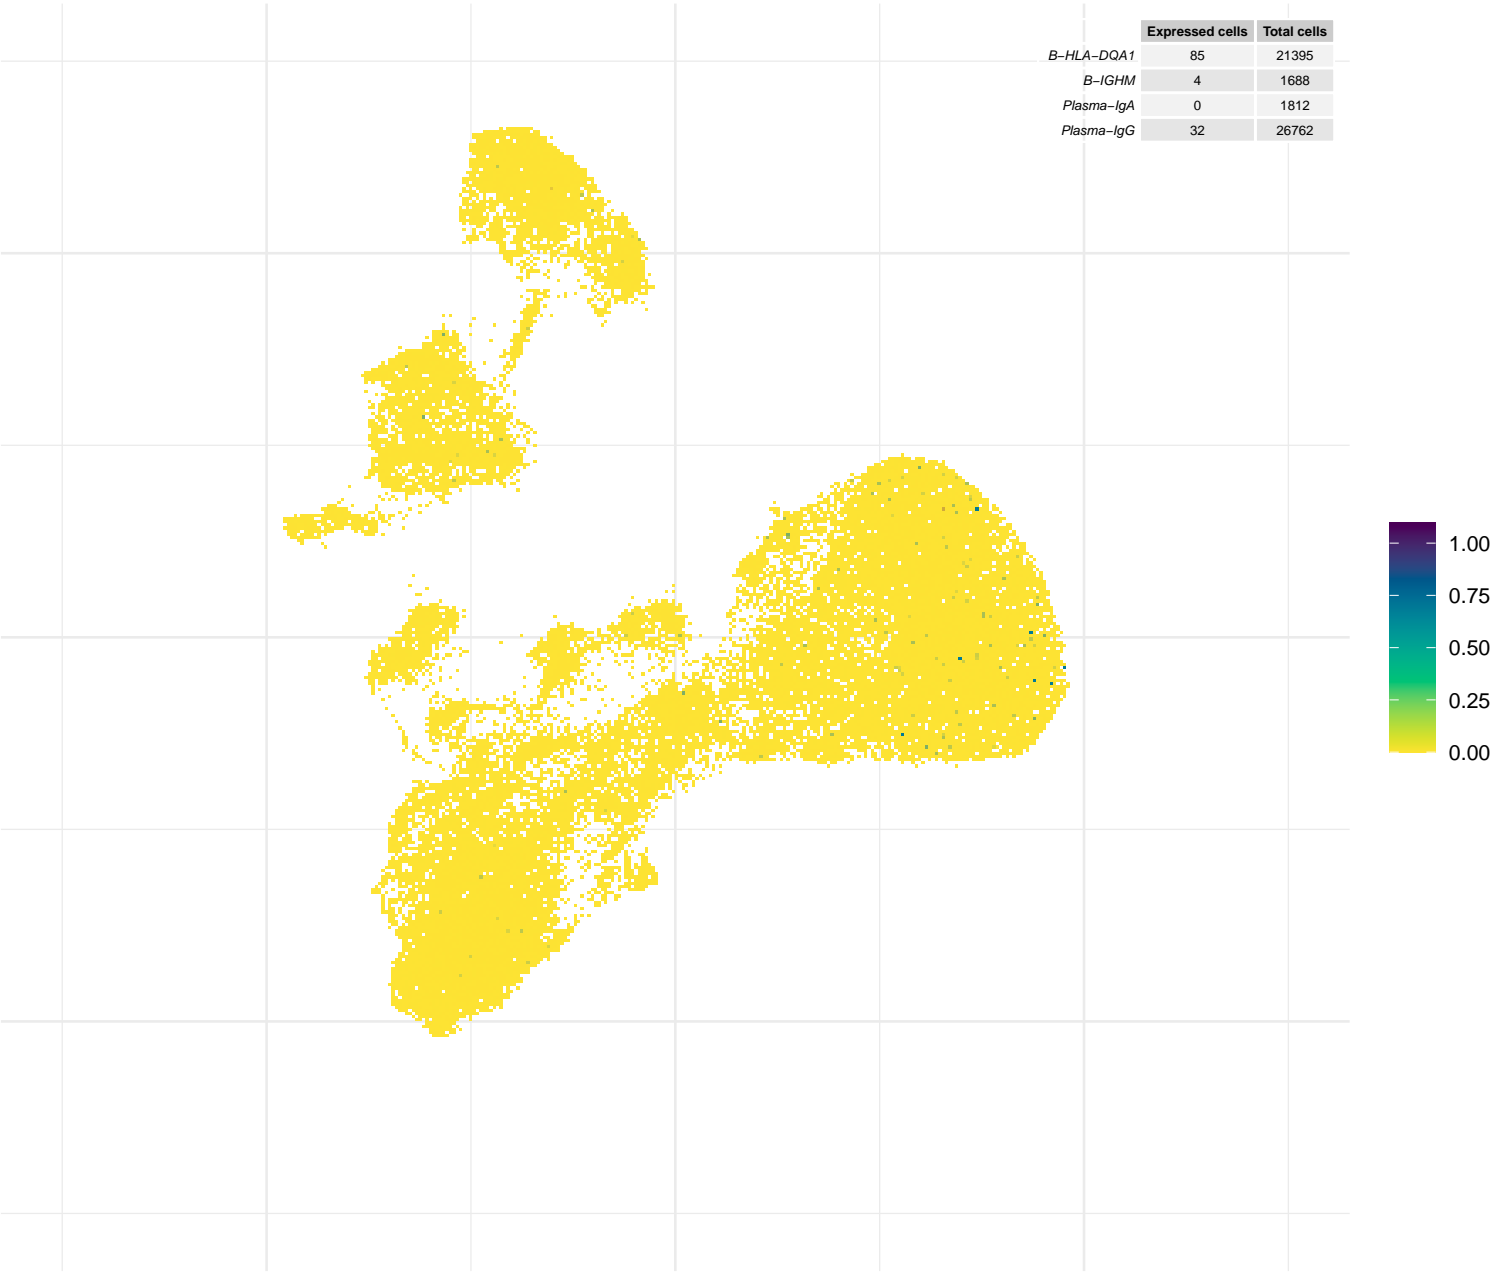 Expressed cells Total cells
B−HLA−DQA1 85 21395
B−IGHM 4 1688
Plasma−IgA 0 1812
Plasma−IgG 32 26762
1.00
0.75
0.50
0.25
0.00